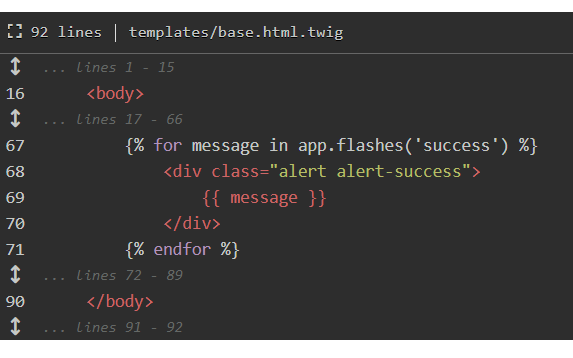 92 lines | templates/base.html.twig
... lines 1 - 15
16 <body>
... lines 17 - 66
67 {% for message in app.flashes('success') %}
68 <div class="alert alert-success">
69 {{ message }}
70 </div>
71 {% endfor %}
... lines 72 - 89
90 </body>
... lines 91 - 92